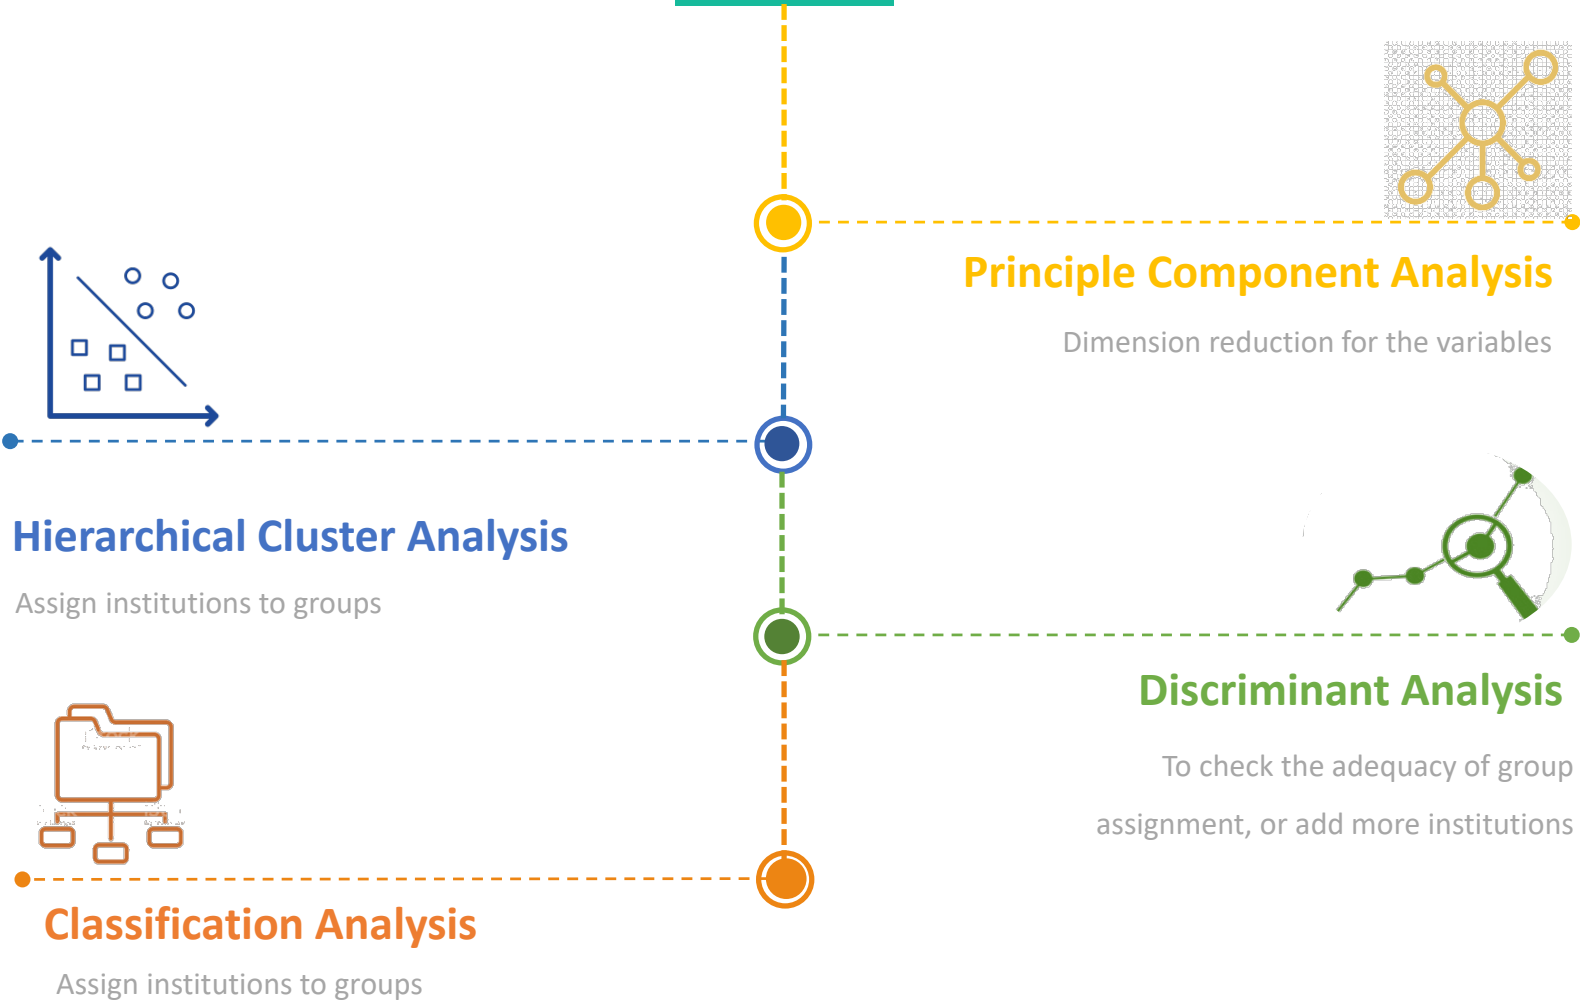 Principle Component Analysis
Dimension reduction for the variables
Hierarchical Cluster Analysis
Assign institutions to groups
Discriminant Analysis
To check the adequacy of group
assignment, or add more institutions
Classification Analysis
Assign institutions to groups